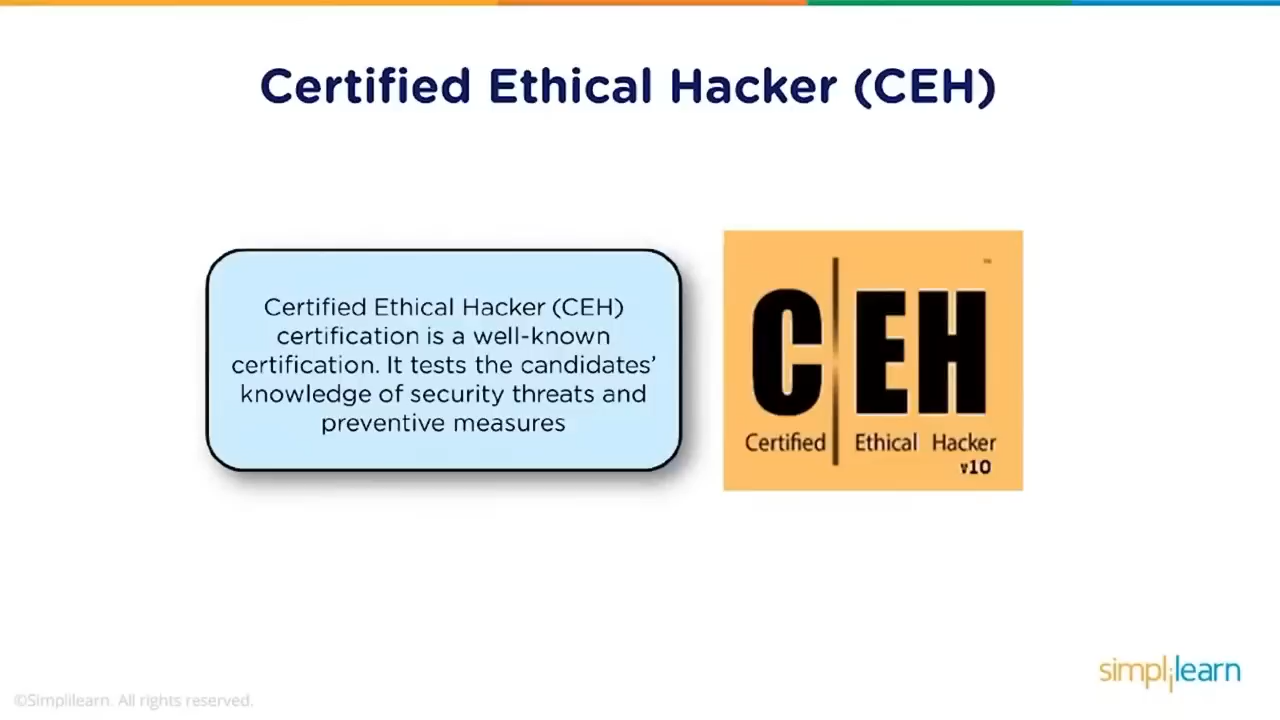 Certified Ethical Hacker (CEH)
Certified Ethical Hacker (CEH)
certification is a well-known
certification. It tests the candidates’
knowledge of security threats and
preventive measures
™
CEH
Certified Ethical Hacker
v10
simplilearn
©Simplilearn. All rights reserved.